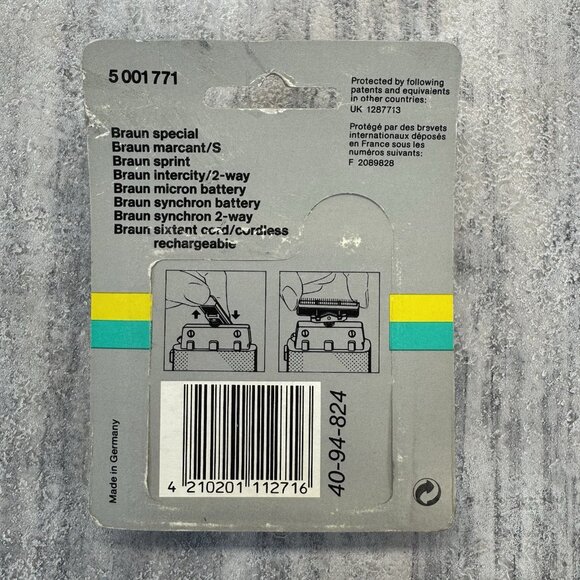 5 001 771
Protected by following
patents and equivalents
in other countries:
UK 1287713
Protégé par des brevets
internationaux déposés
en France sous les
numéros suivants:
F 2089828
Braun special
Braun marcant/S
Braun sprint
Braun intercity/2-way
Braun micron battery
Braun synchron battery
Braun synchron 2-way
Braun sixtant cord/cordless
rechargeable
Made in Germany
4 210201 112716
40-94-824